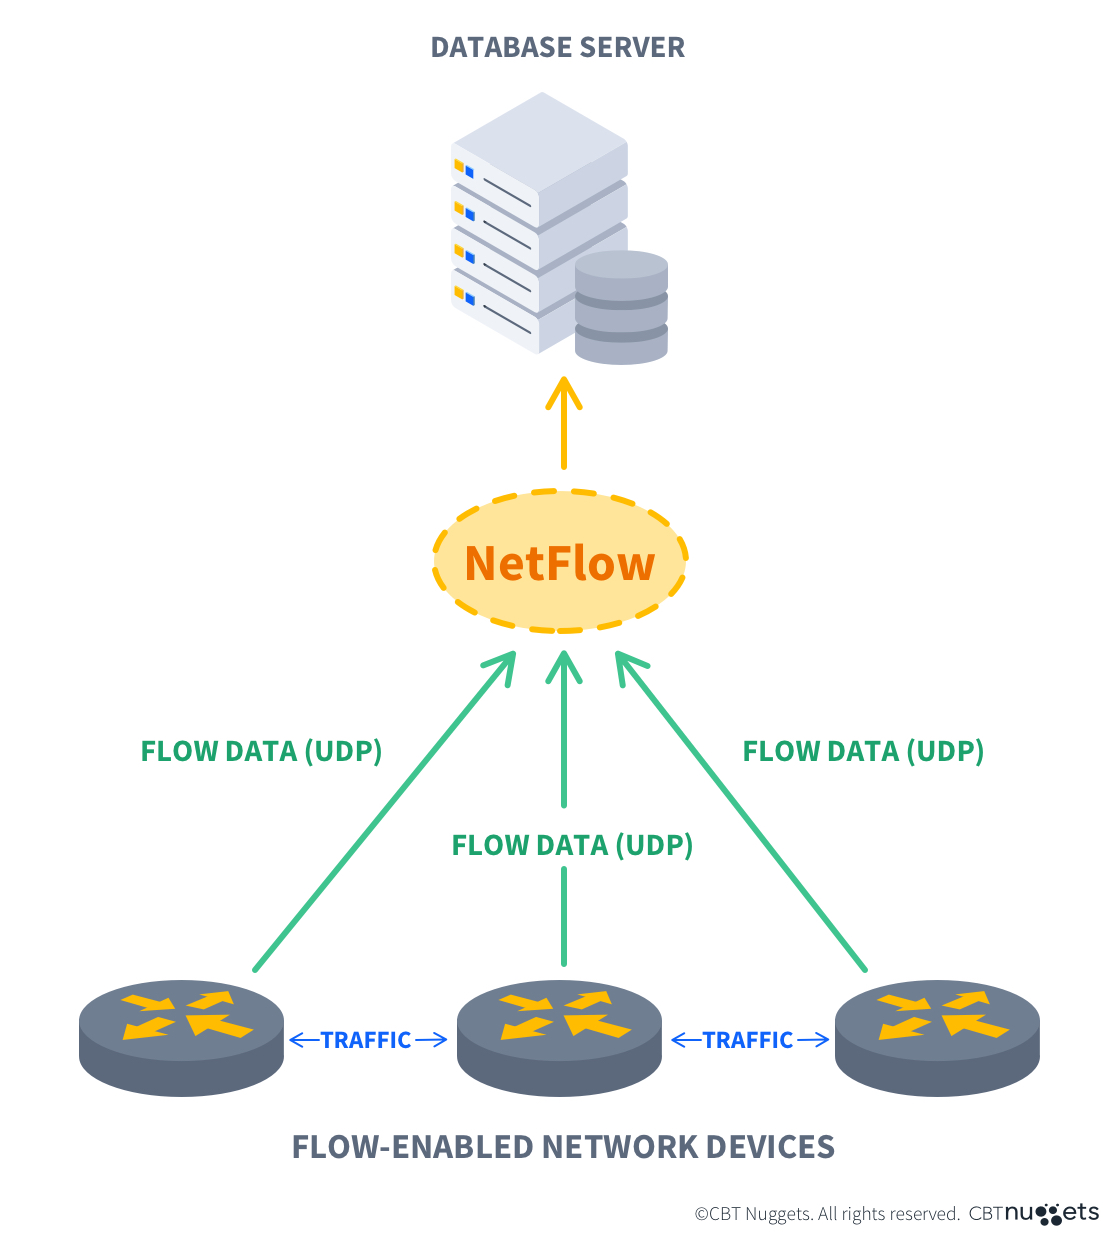 DATABASE SERVER
NetFlow
FLOW DATA (UDP)
FLOW DATA (UDP)
FLOW DATA (UDP)
TRAFFIC
TRAFFIC
FLOW-ENABLED NETWORK DEVICES
©CBT Nuggets. All rights reserved. CBTnuggets